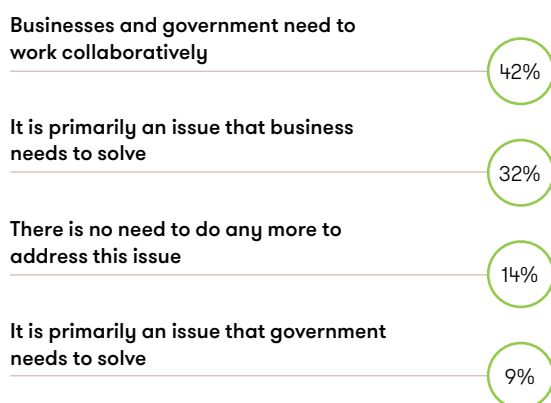 Businesses and government need to
work collaboratively
42%
It is primarily an issue that business
needs to solve
32%
There is no need to do any more to
address this issue
14%
It is primarily an issue that government
needs to solve
9%